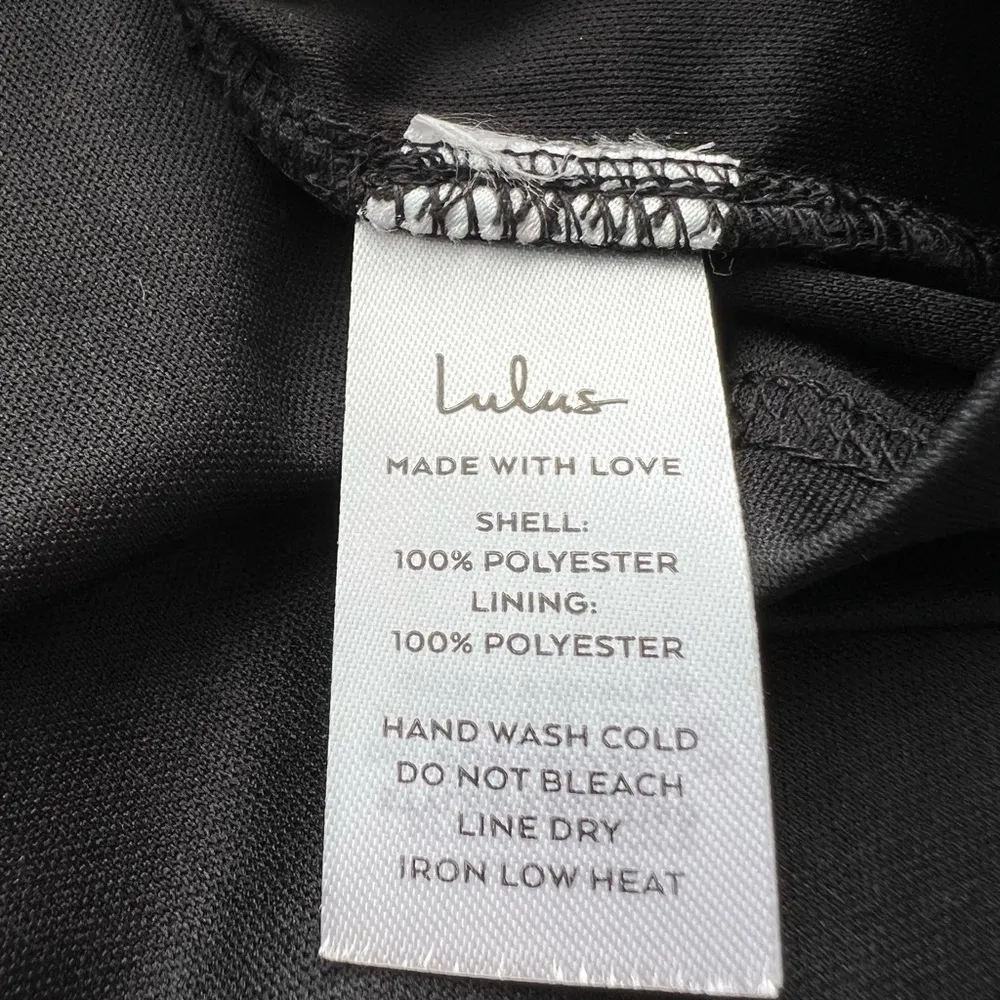 Lulus
MADE WITH LOVE
SHELL:
100% POLYESTER
LINING:
100% POLYESTER
HAND WASH COLD
DO NOT BLEACH
LINE DRY
IRON LOW HEAT